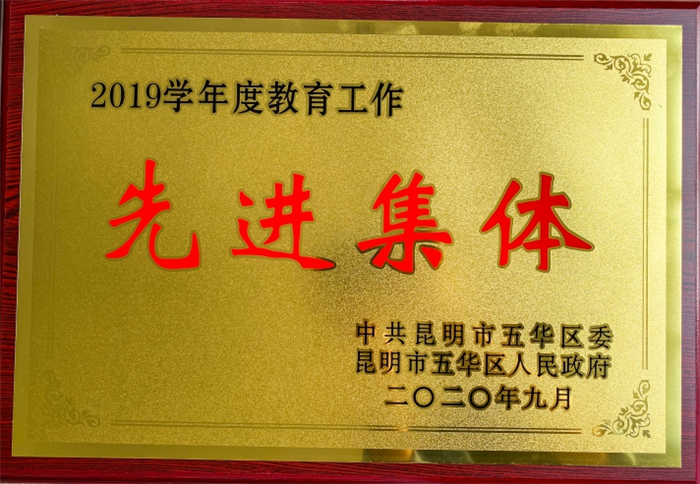 2019学年度教育工作
先进集体
中共昆明市五华区委
昆明市五华区人民政府
二〇二〇年九月